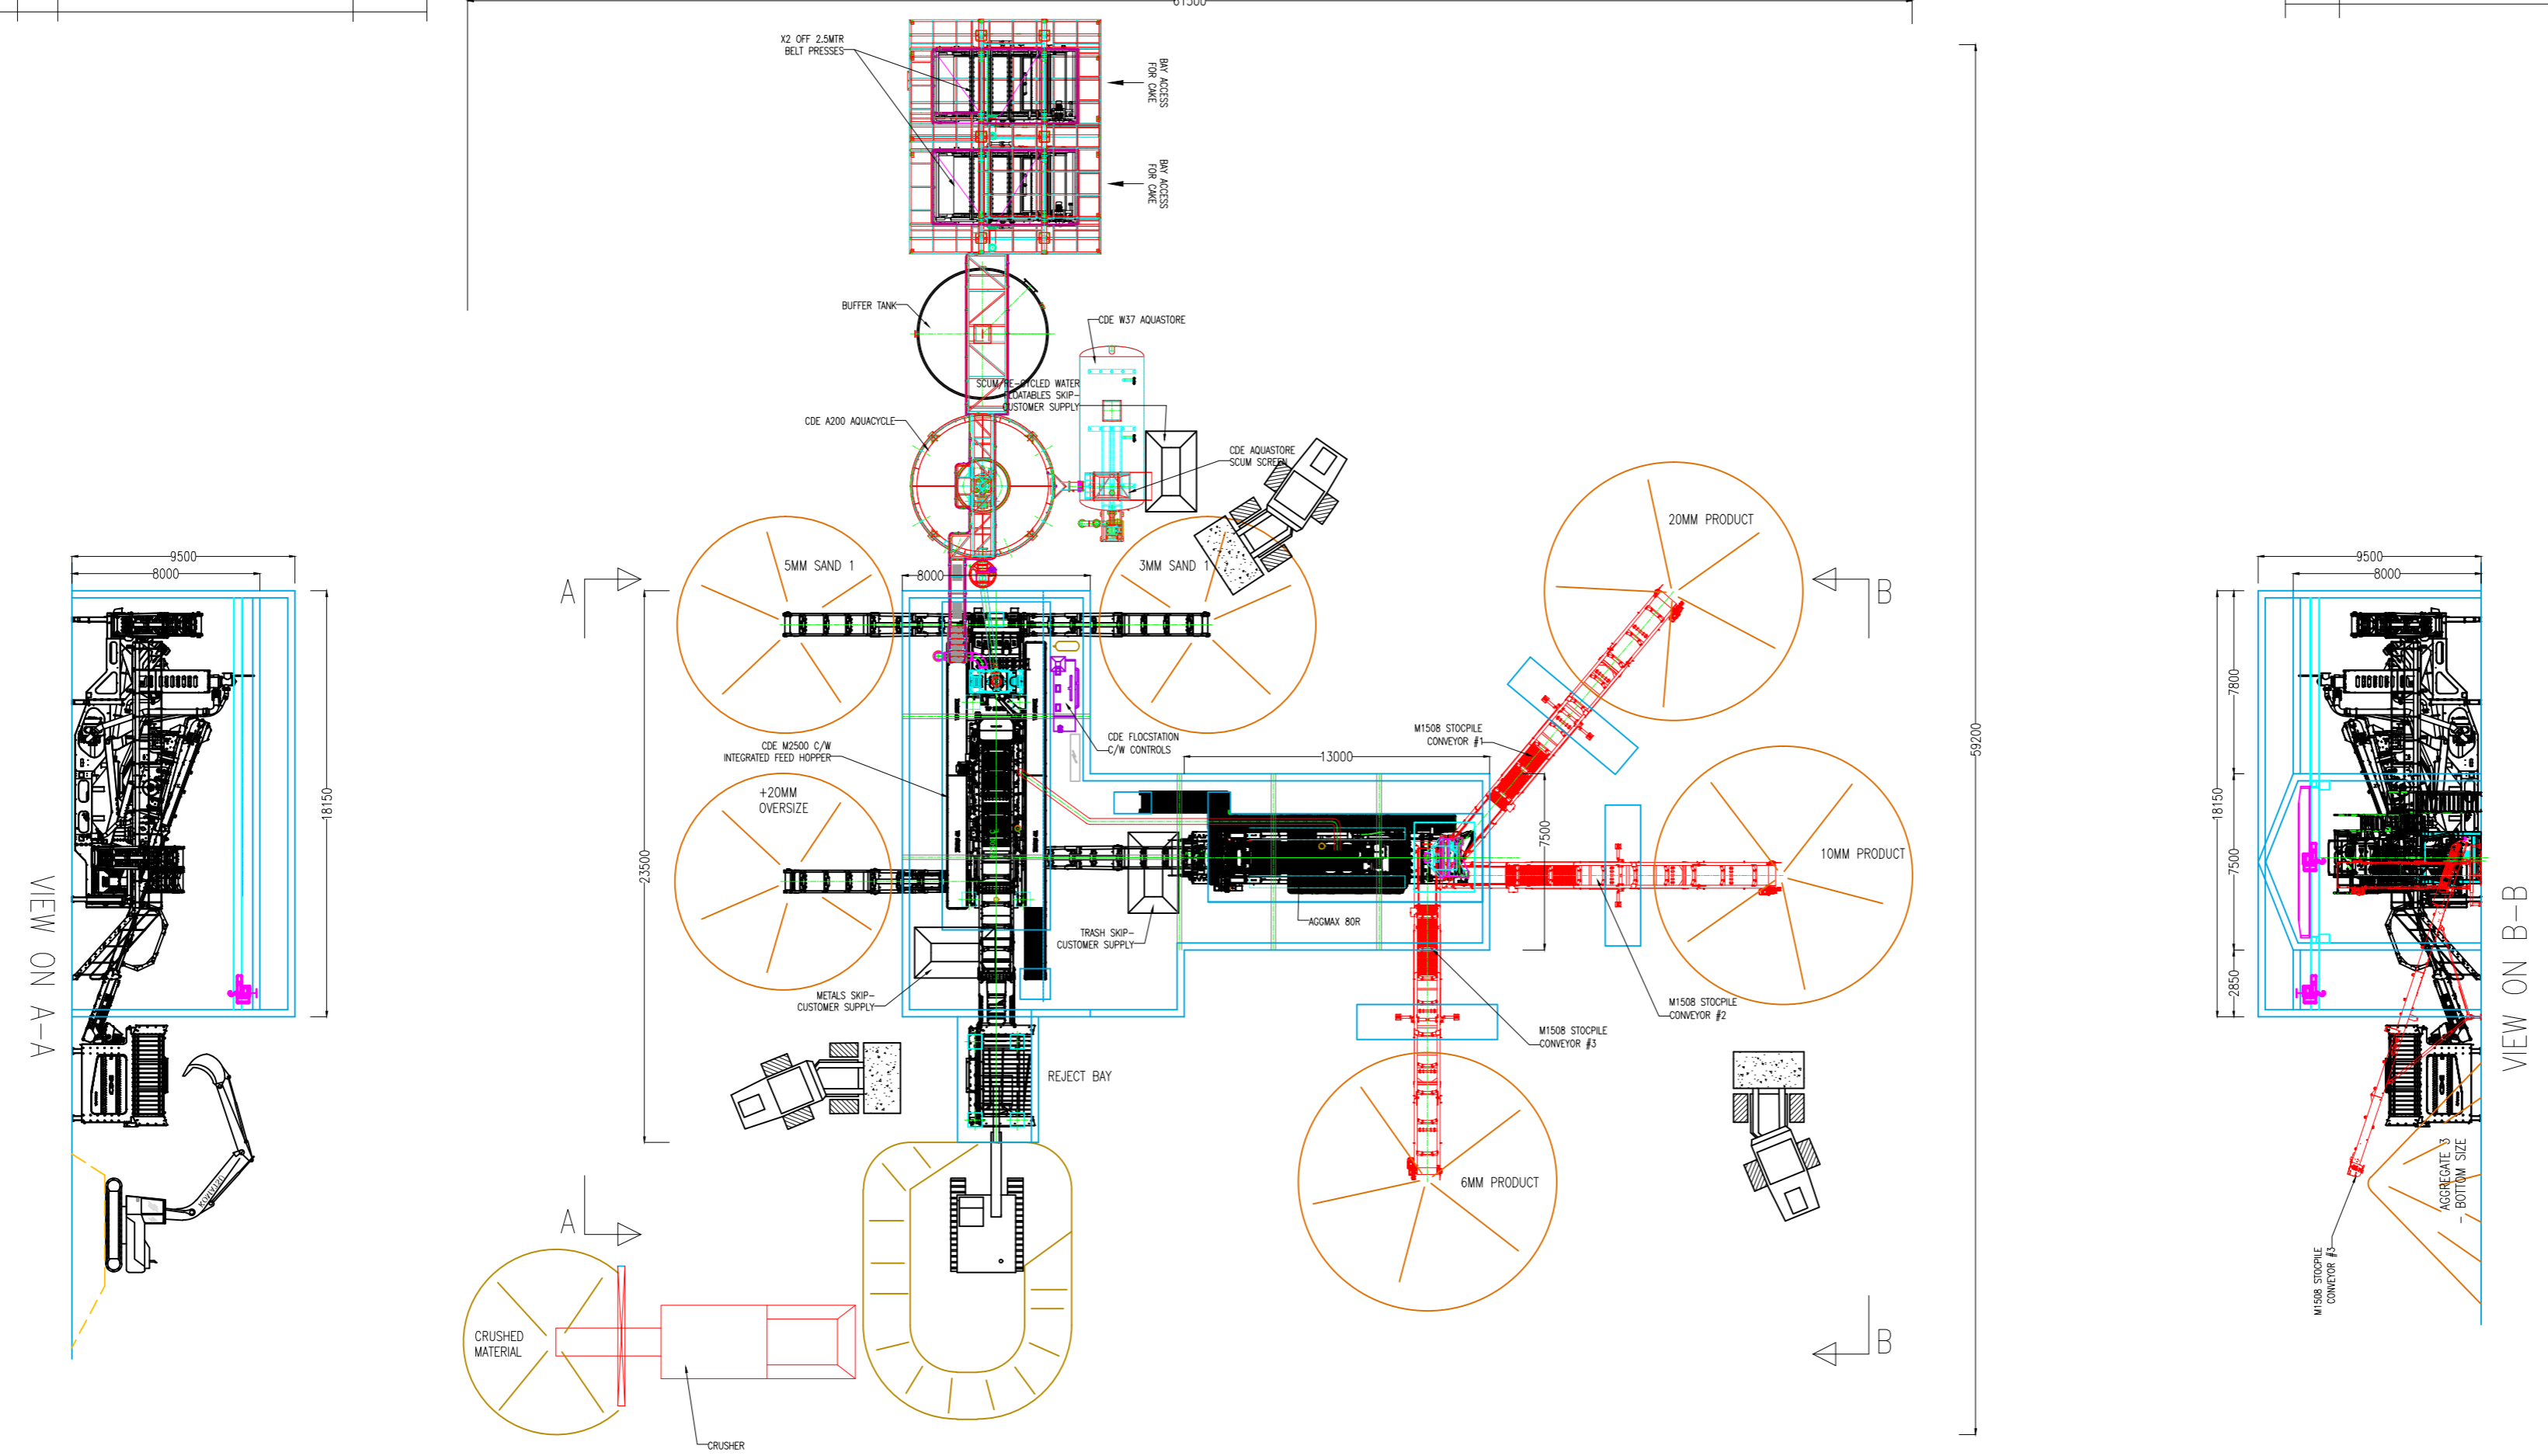 61500
X2 OFF 2.5MTR
BELT PRESSES
BAY ACCESS
FOR CAKE
BAY ACCESS
FOR CAKE
BUFFER TANK
CDE W37 AQUASTORE
SCUM/RE-CYCLED WATER
FLOATABLES SKIP-
CUSTOMER SUPPLY
CDE A200 AQUACYCLE
CDE AQUASTORE
SCUM SCREEN
20MM PRODUCT
5MM SAND 1
3MM SAND 1
8000
A
B
9500
8000
18150
VIEW ON A-A
KOMATSU
23500
CDE M2500 C/W
INTEGRATED FEED HOPPER
CDE FLOCSTATION
C/W CONTROLS
+20MM
OVERSIZE
M1508 STOCPILE
CONVEYOR #1
13000
7500
10MM PRODUCT
AGGMAX 80R
TRASH SKIP-
CUSTOMER SUPPLY
METALS SKIP-
CUSTOMER SUPPLY
M1508 STOCPILE
CONVEYOR #2
M1508 STOCPILE
CONVEYOR #3
REJECT BAY
6MM PRODUCT
A
B
CRUSHED
MATERIAL
CRUSHER
59200
9500
8000
18150
7800
7500
2850
VIEW ON B-B
AGGREGATE 3
- BOTTOM SIZE
M1508 STOCPILE
CONVEYOR #3